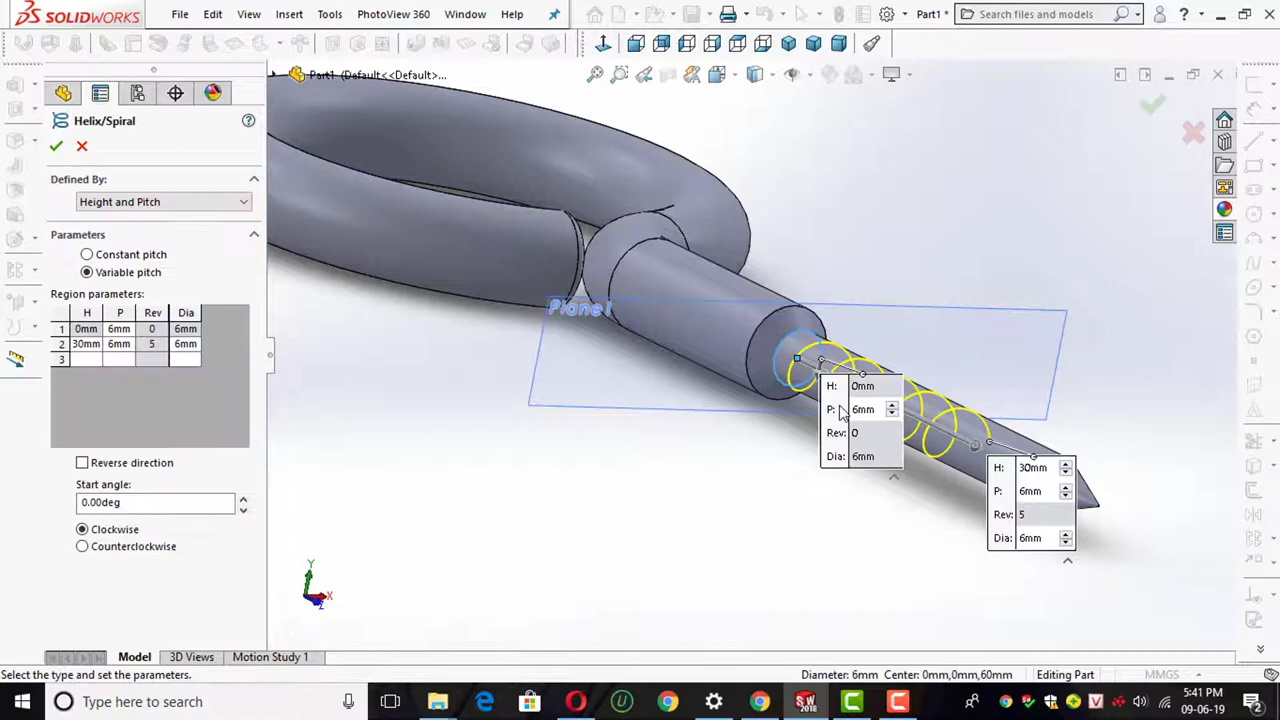 SOLIDWORKS File Edit View Insert Tools PhotoView 360 Window Help Part1 * Search files and models ?
Part1 (Default<<Default>...
Helix/Spiral
Defined By:
Height and Pitch
Parameters
Constant pitch
Variable pitch
Region parameters:
H P Rev Dia
1 0mm 6mm 0 6mm
2 30mm 6mm 5 6mm
3
Reverse direction
Start angle:
0.00deg
Clockwise
Counterclockwise
Plane1
H: 0mm
P: 6mm
Rev: 0
Dia: 6mm
H: 30mm
P: 6mm
Rev: 5
Dia: 6mm
Y
X
Z
Model 3D Views Motion Study 1
Select the type and set the parameters. Diameter: 6mm Center: 0mm,0mm,60mm Editing Part MMGS
Type here to search
SW
2018
5:41 PM
09-06-19
2